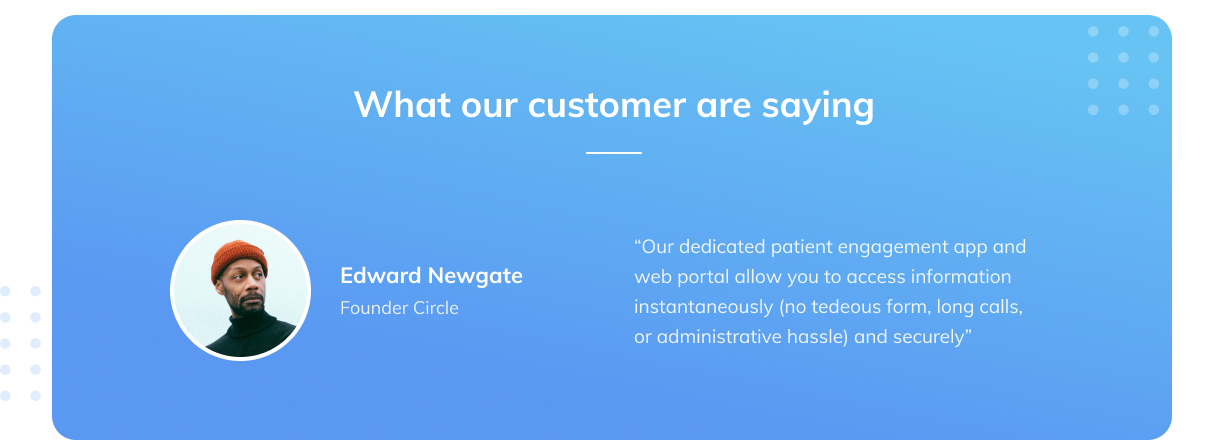 What our customer are saying
Edward Newgate
Founder Circle
“Our dedicated patient engagement app and
web portal allow you to access information
instantaneously (no tedeous form, long calls,
or administrative hassle) and securely”